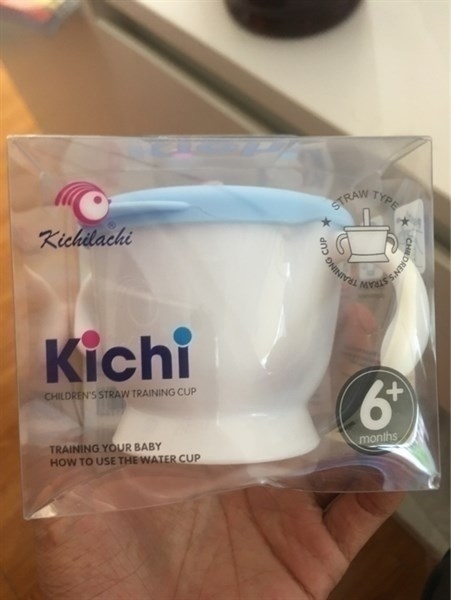 Kichilachi
STRAW TYPE
CHILDREN'S STRAW TRAINING CUP
Kichi
CHILDREN'S STRAW TRAINING CUP
6+
months
TRAINING YOUR BABY
HOW TO USE THE WATER CUP